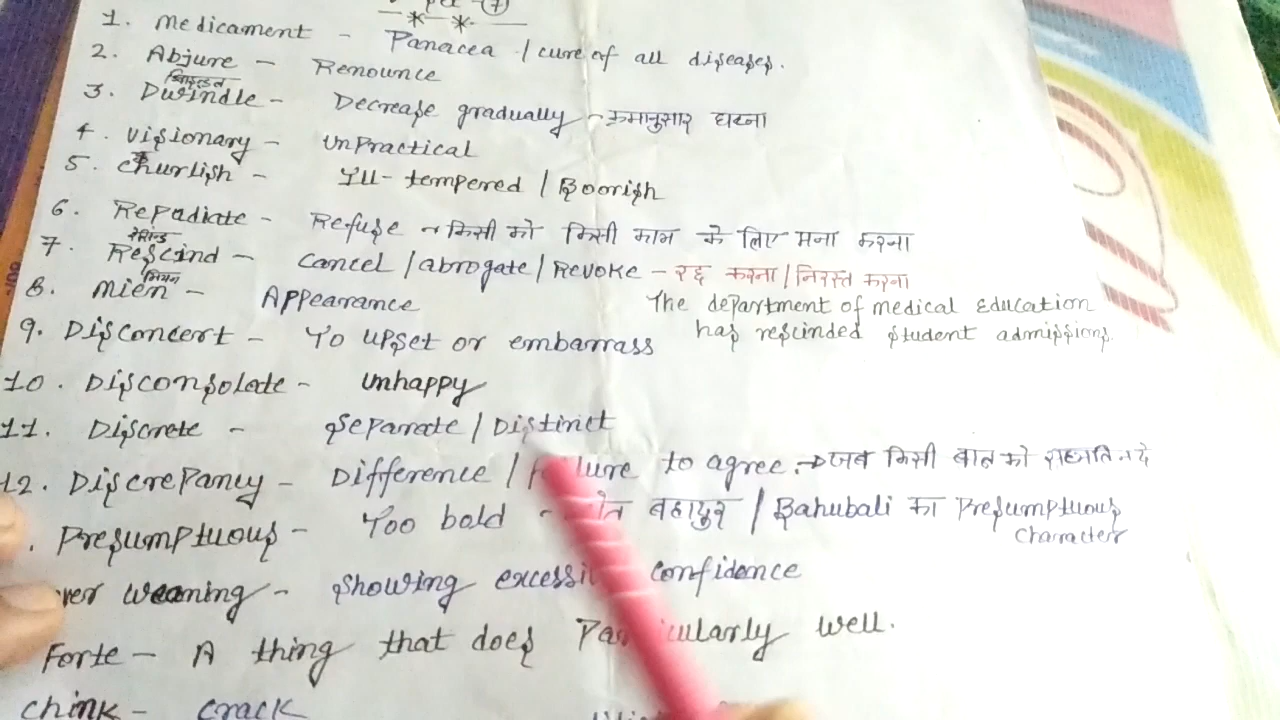 1. Medicament - Panacea / cure of all diseases.
2. Abjure - Renounce
3. Dwindle - Decrease gradually - क्रमानुसार घटना
4. Visionary - UnPractical
5. Churlish - Ill-tempered / Boorish
6. Repudiate - Refuse - किसी को किसी काम के लिए मना करना
7. Rescind - Cancel / abrogate / Revoke - रद्द करना / निरस्त करना
8. Mien - Appearance
मियन
The department of medical Education
has rescinded student admissions.
9. Disconcert - To upset or embarrass
10. Disconsolate - Unhappy
11. Discrete - Separate / Distinct
12. Discrepancy - Difference / to agree. जब किसी बात को सहमति न दे
Presumptuous - Too bold - बहादुर / Bahubali का Presumptuous
Character
weaning - Showing confidence
Forte - A thing that does well.
Chink - Crack